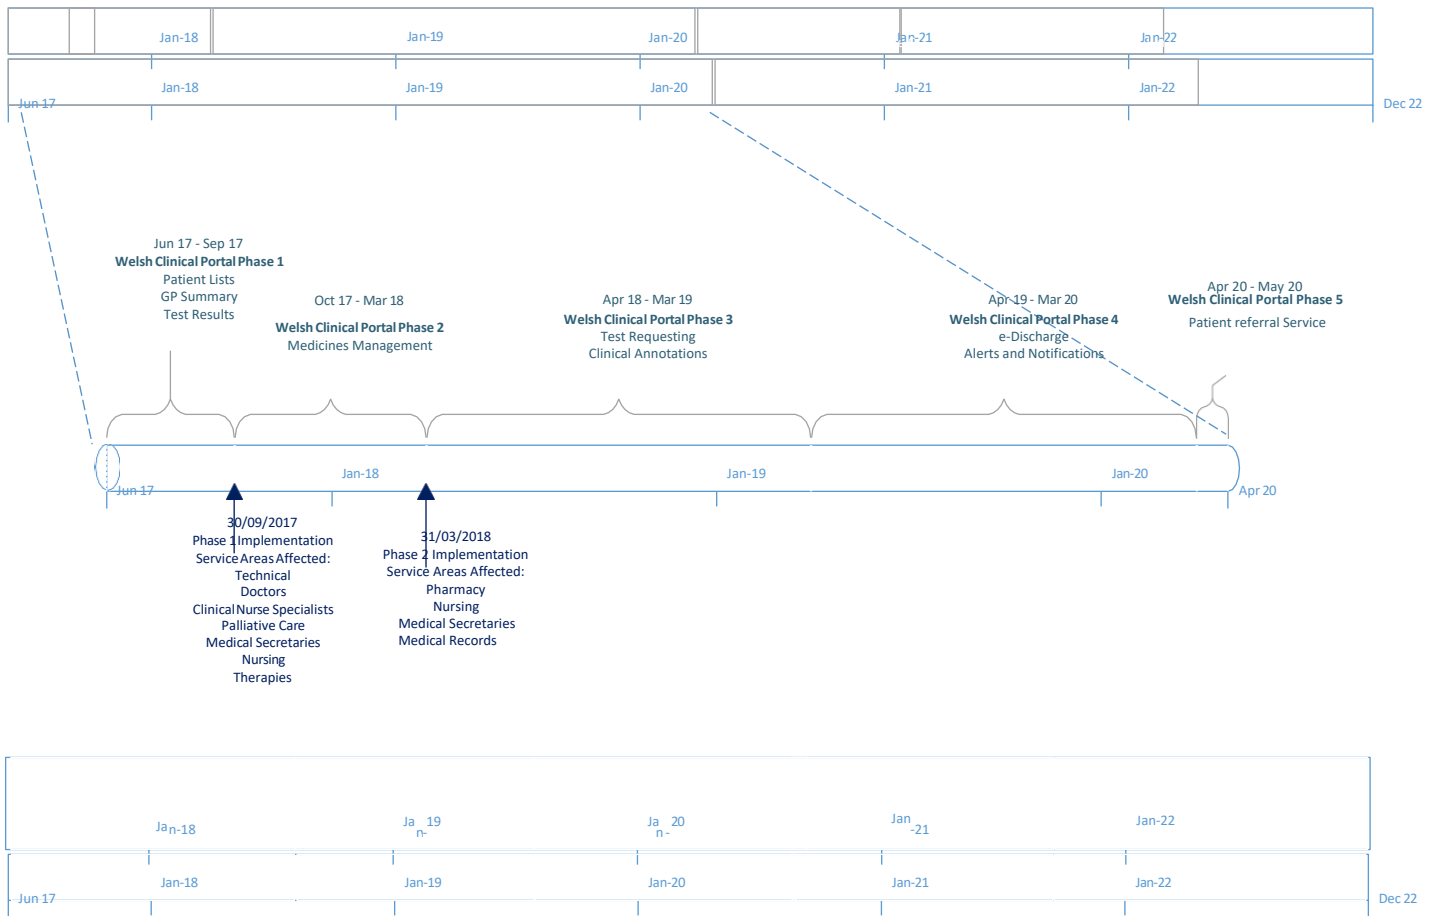 Jan-18
Jan-19
Jan-20
Jan-21
Jan-22
Jan-18
Jan-19
Jan-20
Jan-21
Jan-22
Jun 17
Dec 22
Jun 17 - Sep 17
Welsh Clinical Portal Phase 1
Patient Lists
GP Summary
Test Results
Oct 17 - Mar 18
Welsh Clinical Portal Phase 2
Medicines Management
Apr 18 - Mar 19
Welsh Clinical Portal Phase 3
Test Requesting
Clinical Annotations
Apr 19 - Mar 20
Welsh Clinical Portal Phase 4
e-Discharge
Alerts and Notifications
Apr 20 - May 20
Welsh Clinical Portal Phase 5
Patient referral Service
Jan-18
Jan-19
Jan-20
Jun 17
Apr 20
30/09/2017
Phase 1 Implementation
Service Areas Affected:
Technical
Doctors
Clinical Nurse Specialists
Palliative Care
Medical Secretaries
Nursing
Therapies
31/03/2018
Phase 2 Implementation
Service Areas Affected:
Pharmacy
Nursing
Medical Secretaries
Medical Records
Jan-18
Jan-19
Jan-20
Jan-21
Jan-22
Jan-18
Jan-19
Jan-20
Jan-21
Jan-22
Jun 17
Dec 22